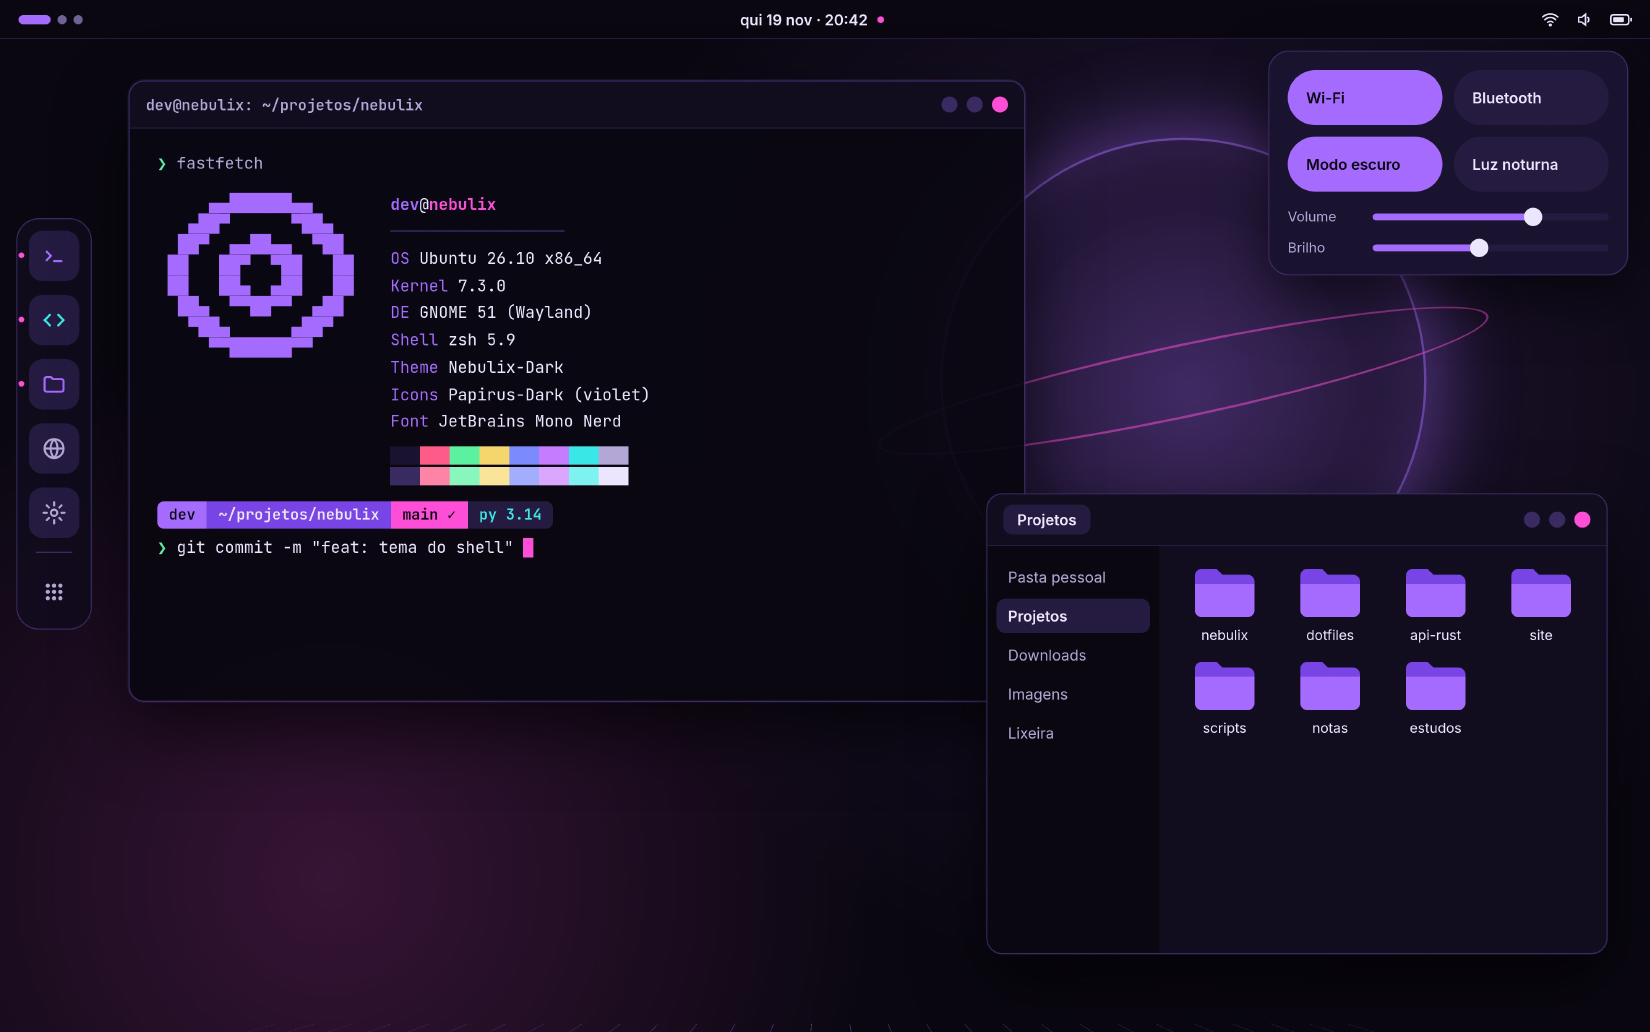 qui 19 nov · 20:42
dev@nebulix: ~/projetos/nebulix
❯ fastfetch
dev@nebulix
OS Ubuntu 26.10 x86_64
Kernel 7.3.0
DE GNOME 51 (Wayland)
Shell zsh 5.9
Theme Nebulix-Dark
Icons Papirus-Dark (violet)
Font JetBrains Mono Nerd
dev ~/projetos/nebulix main ✓ py 3.14
❯ git commit -m "feat: tema do shell"
Wi-Fi
Bluetooth
Modo escuro
Luz noturna
Volume
Brilho
Projetos
Pasta pessoal
Projetos
Downloads
Imagens
Lixeira
nebulix
dotfiles
api-rust
site
scripts
notas
estudos